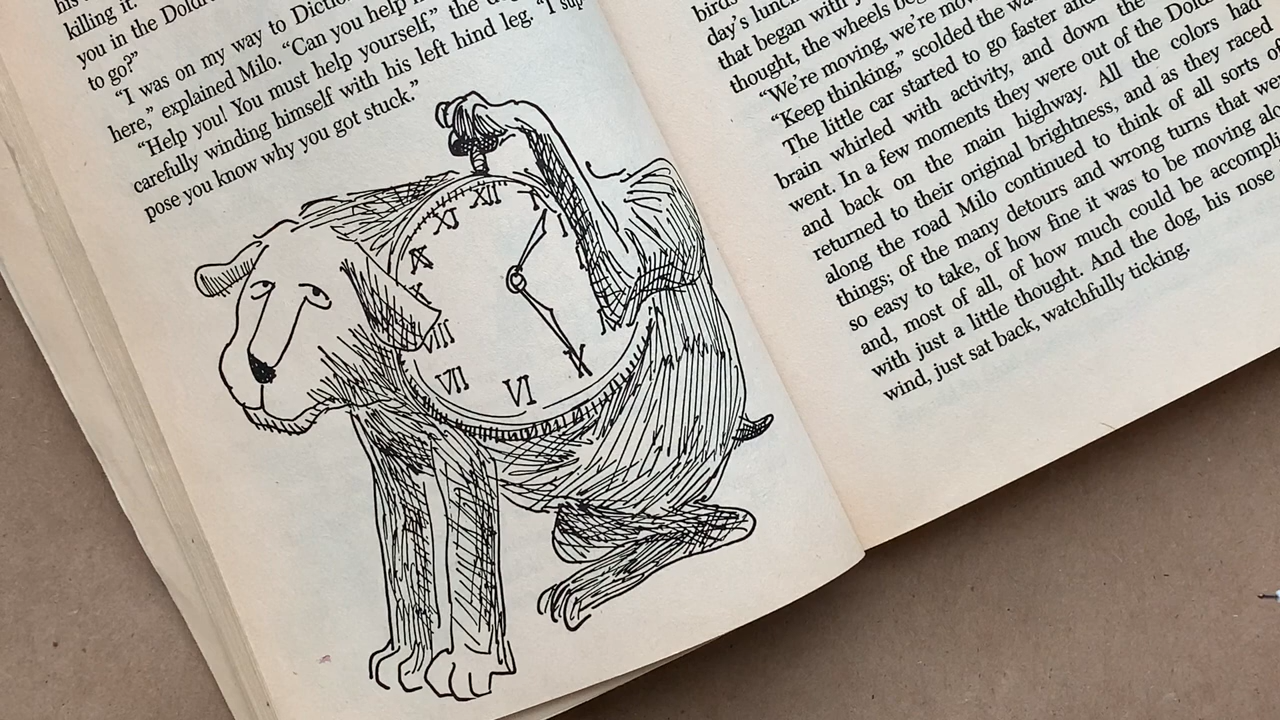 killing it.
you in the Doldr
to go?"
"I was on my way to Diction
here," explained Milo. "Can you help
"Help you! You must help yourself," the
carefully winding himself with his left hind leg. "I sup
pose you know why you got stuck."
XII
I
XI
VIII
VII
VI
birds
day's lunch
that began with
thought, the wheels
"We're moving, we're mov
"Keep thinking," scolded the wa
The little car started to go faster an
brain whirled with activity, and down the
went. In a few moments they were out of the Dold
and back on the main highway. All the colors had
returned to their original brightness, and as they raced
along the road Milo continued to think of all sorts of
things; of the many detours and wrong turns that we
so easy to take, of how fine it was to be moving alo
and, most of all, of how much could be accompli
with just a little thought. And the dog, his nose
wind, just sat back, watchfully ticking.